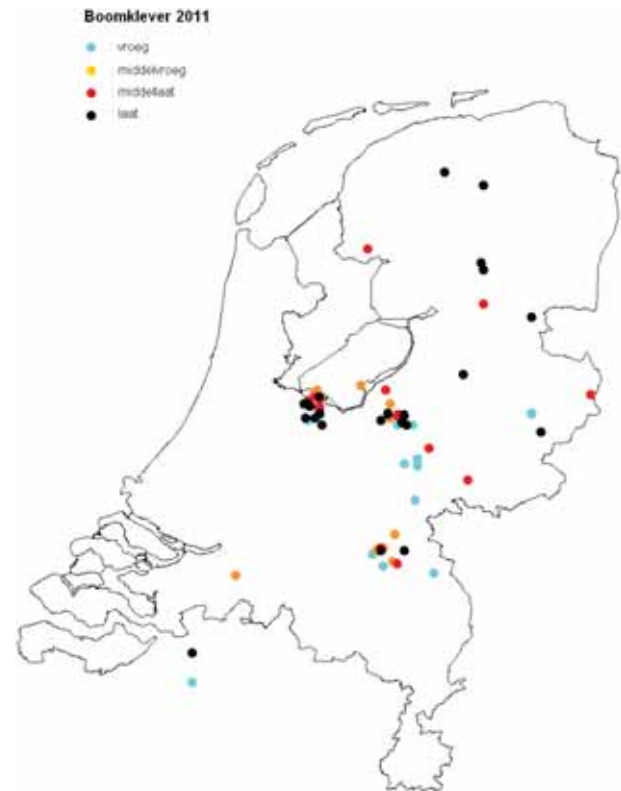 Boomklever 2011
: vroeg
: middelvroeg
: middellaat
: laat